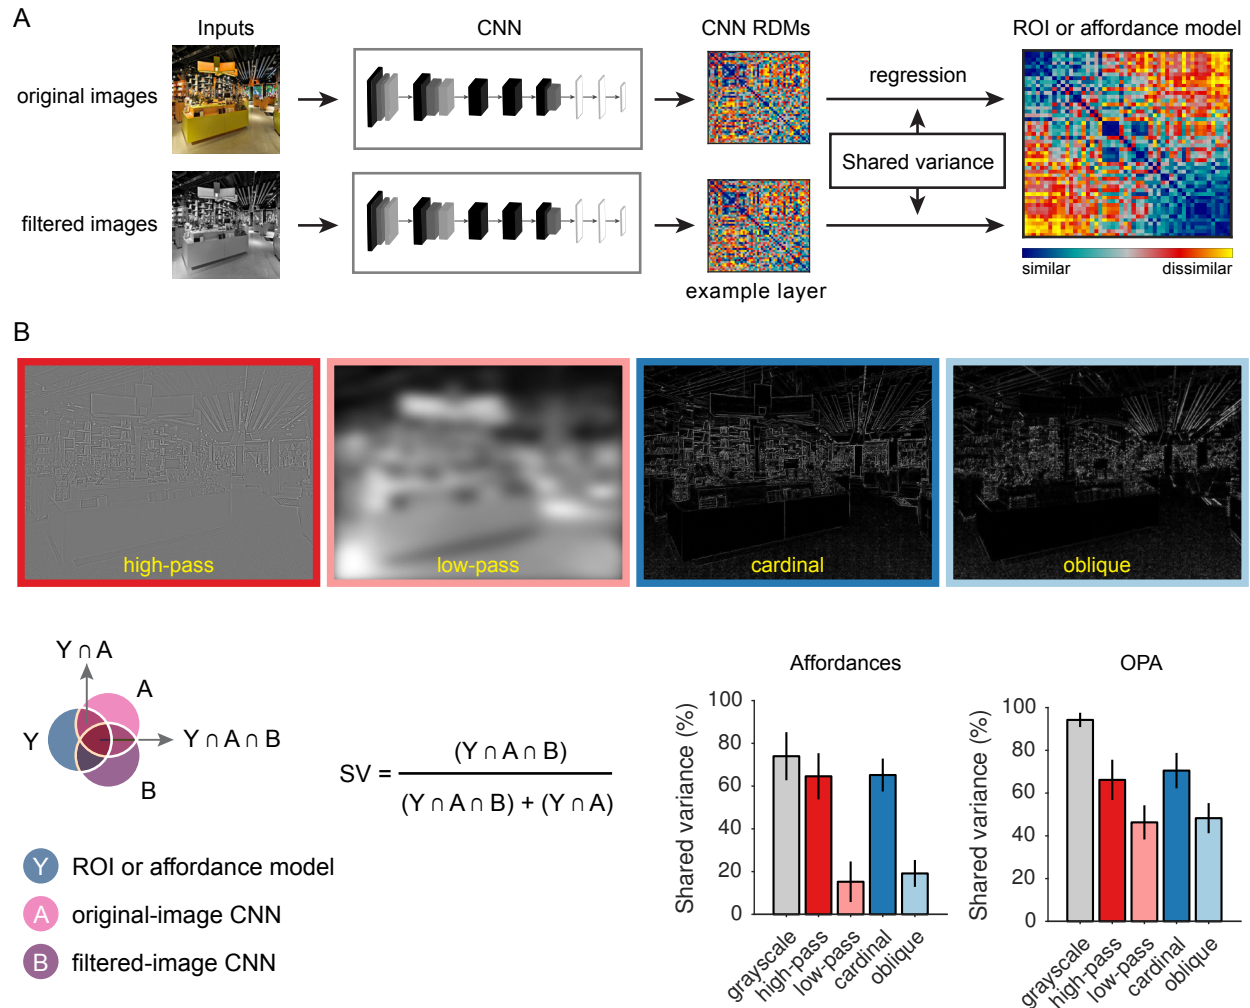 A
Inputs
CNN
CNN RDMs
ROI or affordance model
original images
regression
Shared variance
filtered images
similar
dissimilar
example layer
B
high-pass
low-pass
cardinal
oblique
Y ∩ A
A
Y
Y ∩ A ∩ B
B
SV = (Y ∩ A ∩ B)
(Y ∩ A ∩ B) + (Y ∩ A)
Y ROI or affordance model
A original-image CNN
B filtered-image CNN
Affordances
Shared variance (%)
100
80
60
40
20
0
grayscale
high-pass
low-pass
cardinal
oblique
OPA
Shared variance (%)
100
80
60
40
20
0
grayscale
high-pass
low-pass
cardinal
oblique